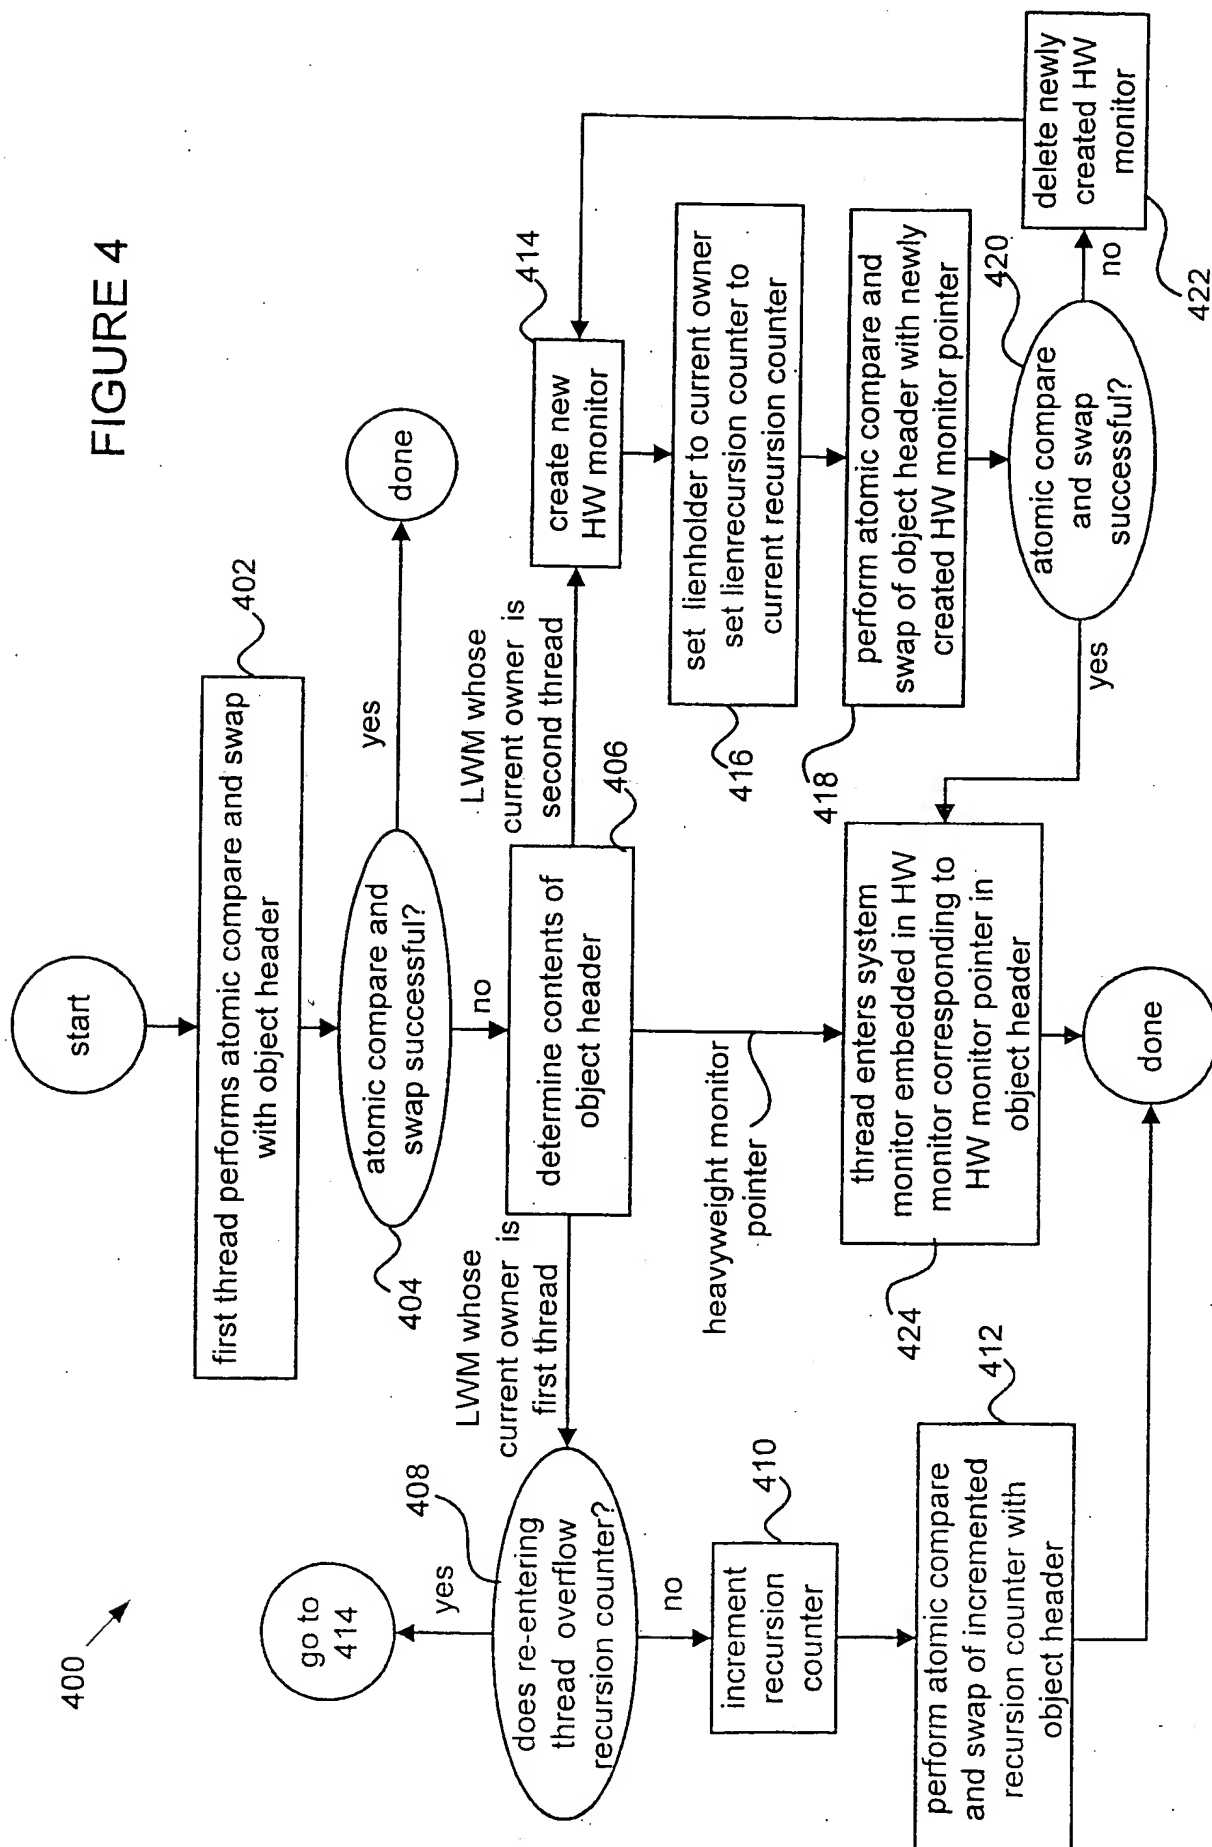 FIGURE 4
400
start
first thread performs atomic compare and swap
with object header
402
atomic compare and
swap successful?
404
yes
done
no
determine contents of
object header
406
LWM whose
current owner is
first thread
LWM whose
current owner is
second thread
heavyweight monitor
pointer
does re-entering
thread overflow
recursion counter?
408
yes
go to
414
no
increment
recursion
counter
410
perform atomic compare
and swap of incremented
recursion counter with
object header
412
create new
HW monitor
414
set lienholder to current owner
set lienrecursion counter to
current recursion counter
416
perform atomic compare and
swap of object header with newly
created HW monitor pointer
418
atomic compare
and swap
successful?
420
no
delete newly
created HW
monitor
422
yes
thread enters system
monitor embedded in HW
monitor corresponding to
HW monitor pointer in
object header
424
done